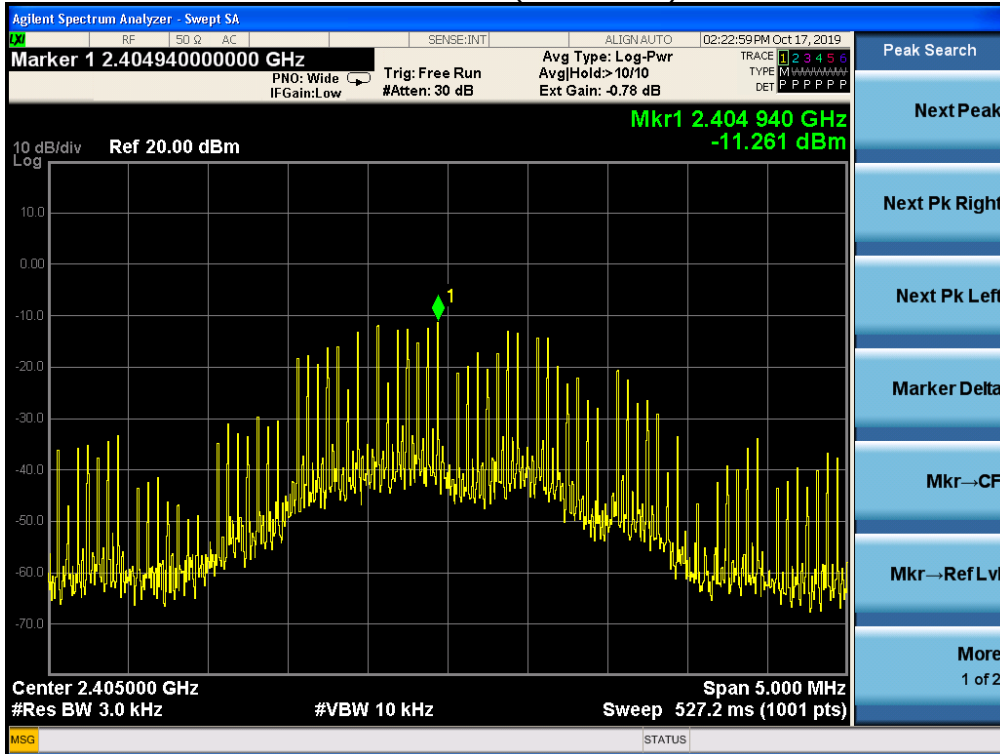 Agilent Spectrum Analyzer - Swept SA
LXI RF 50 Ω AC SENSE:INT ALIGN AUTO 02:22:59 PM Oct 17, 2019
Marker 1 2.404940000000 GHz
PNO: Wide
IFGain:Low
Trig: Free Run
#Atten: 30 dB
Avg Type: Log-Pwr
Avg|Hold:>10/10
Ext Gain: -0.78 dB
TRACE 1 2 3 4 5 6
TYPE M
DET P P P P P P
Peak Search
Mkr1 2.404 940 GHz
-11.261 dBm
10 dB/div
Log
Ref 20.00 dBm
10.0
0.00
-10.0
-20.0
-30.0
-40.0
-50.0
-60.0
-70.0
1
Center 2.405000 GHz
Span 5.000 MHz
#Res BW 3.0 kHz
#VBW 10 kHz
Sweep 527.2 ms (1001 pts)
MSG
STATUS
Next Peak
Next Pk Right
Next Pk Left
Marker Delta
Mkr→CF
Mkr→Ref Lvl
More
1 of 2